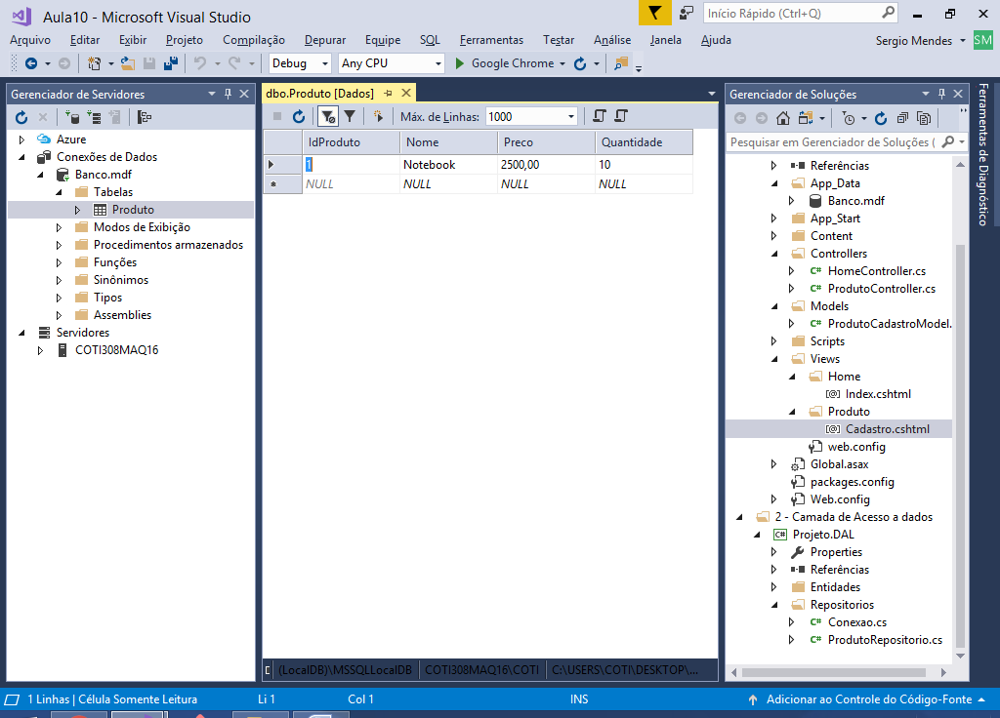 Aula10 - Microsoft Visual Studio
Início Rápido (Ctrl+Q)
Arquivo Editar Exibir Projeto Compilação Depurar Equipe SQL Ferramentas Testar Análise Janela Ajuda
Sergio Mendes SM
Debug Any CPU Google Chrome
Gerenciador de Servidores
Azure
Conexões de Dados
Banco.mdf
Tabelas
Produto
Modos de Exibição
Procedimentos armazenados
Funções
Sinônimos
Tipos
Assemblies
Servidores
COTI308MAQ16
dbo.Produto [Dados]
Máx. de Linhas: 1000
IdProduto Nome Preco Quantidade
1 Notebook 2500,00 10
NULL NULL NULL NULL
(LocalDB)\MSSQLLocalDB COTI308MAQ16\COTI C:\USERS\COTI\DESKTOP\...
Gerenciador de Soluções
Pesquisar em Gerenciador de Soluções (
Referências
App_Data
Banco.mdf
App_Start
Content
Controllers
C# HomeController.cs
C# ProdutoController.cs
Models
C# ProdutoCadastroModel.
Scripts
Views
Home
[@] Index.cshtml
Produto
[@] Cadastro.cshtml
web.config
Global.asax
packages.config
Web.config
2 - Camada de Acesso a dados
C# Projeto.DAL
Properties
Referências
Entidades
Repositorios
C# Conexao.cs
C# ProdutoRepositorio.cs
Ferramentas de Diagnóstico
1 Linhas | Célula Somente Leitura Li 1 Col 1 INS Adicionar ao Controle do Código-Fonte